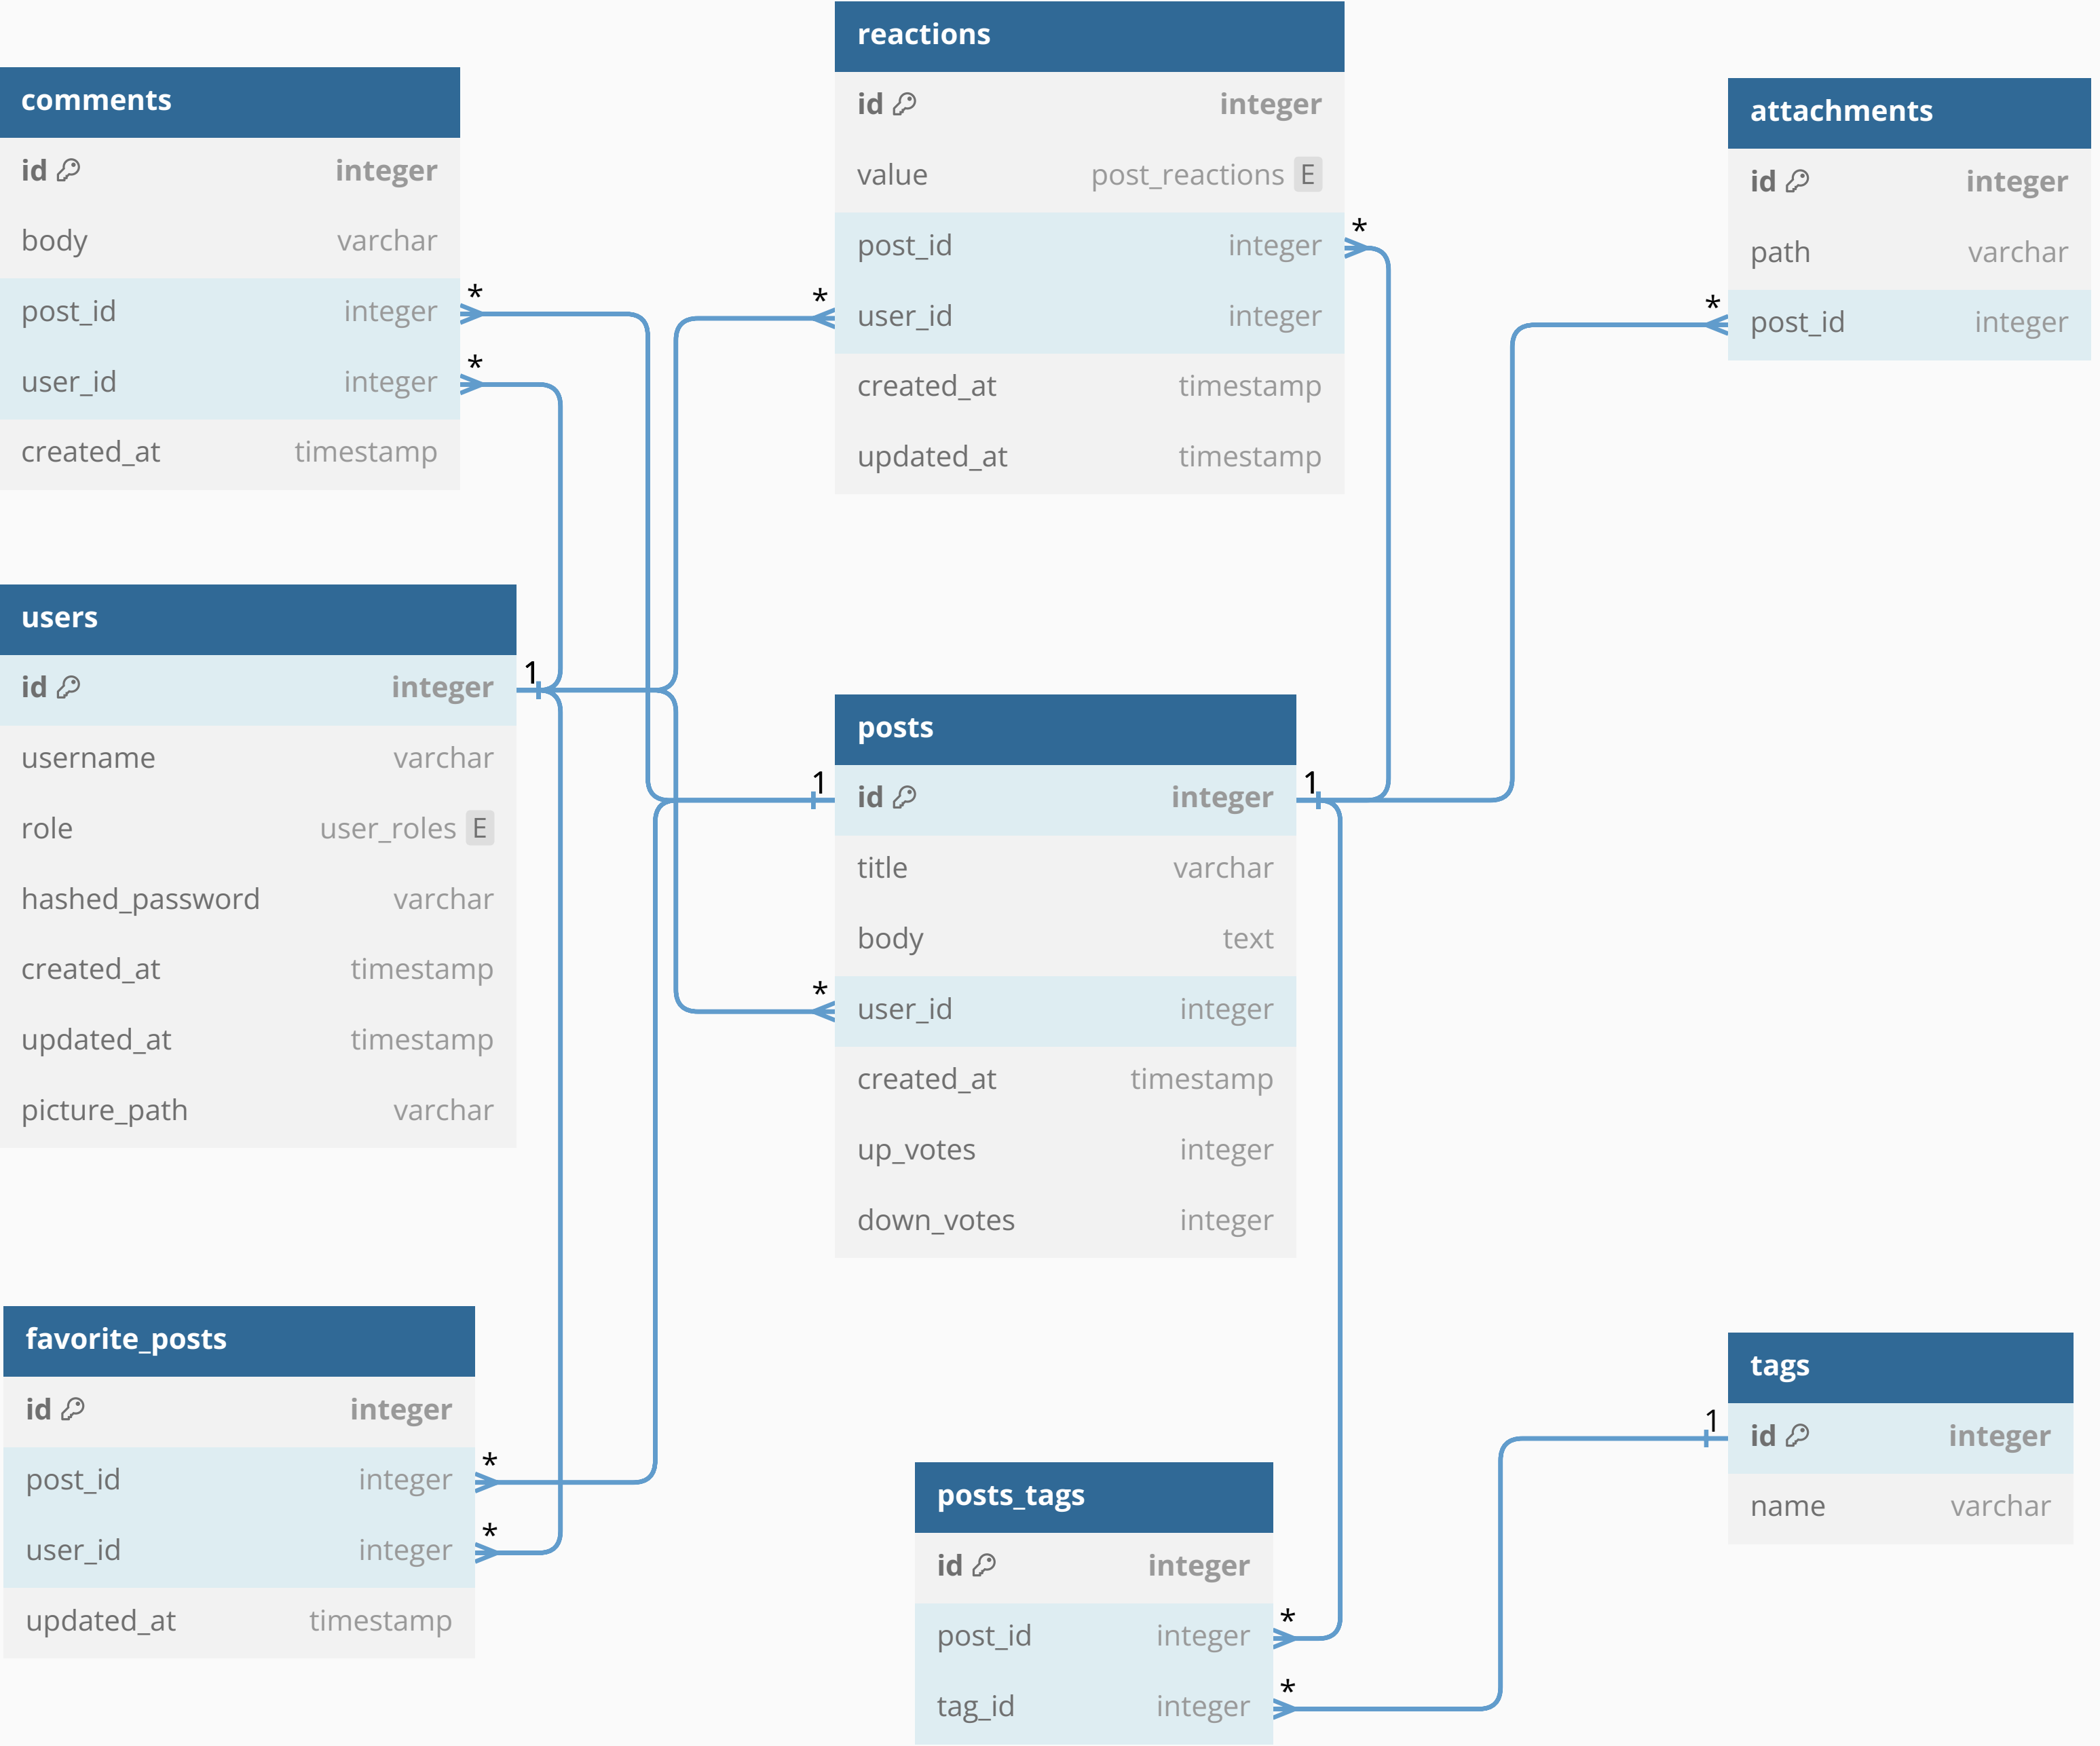 reactions
id integer
value post_reactions E
post_id integer *
* user_id integer
created_at timestamp
updated_at timestamp
comments
id integer
body varchar
post_id integer *
user_id integer *
created_at timestamp
attachments
id integer
path varchar
* post_id integer
users
id integer 1
username varchar
role user_roles E
hashed_password varchar
created_at timestamp
updated_at timestamp
picture_path varchar
posts
1 id integer 1
title varchar
body text
* user_id integer
created_at timestamp
up_votes integer
down_votes integer
favorite_posts
id integer
post_id integer *
user_id integer *
updated_at timestamp
posts_tags
id integer
post_id integer *
tag_id integer *
tags
1 id integer
name varchar